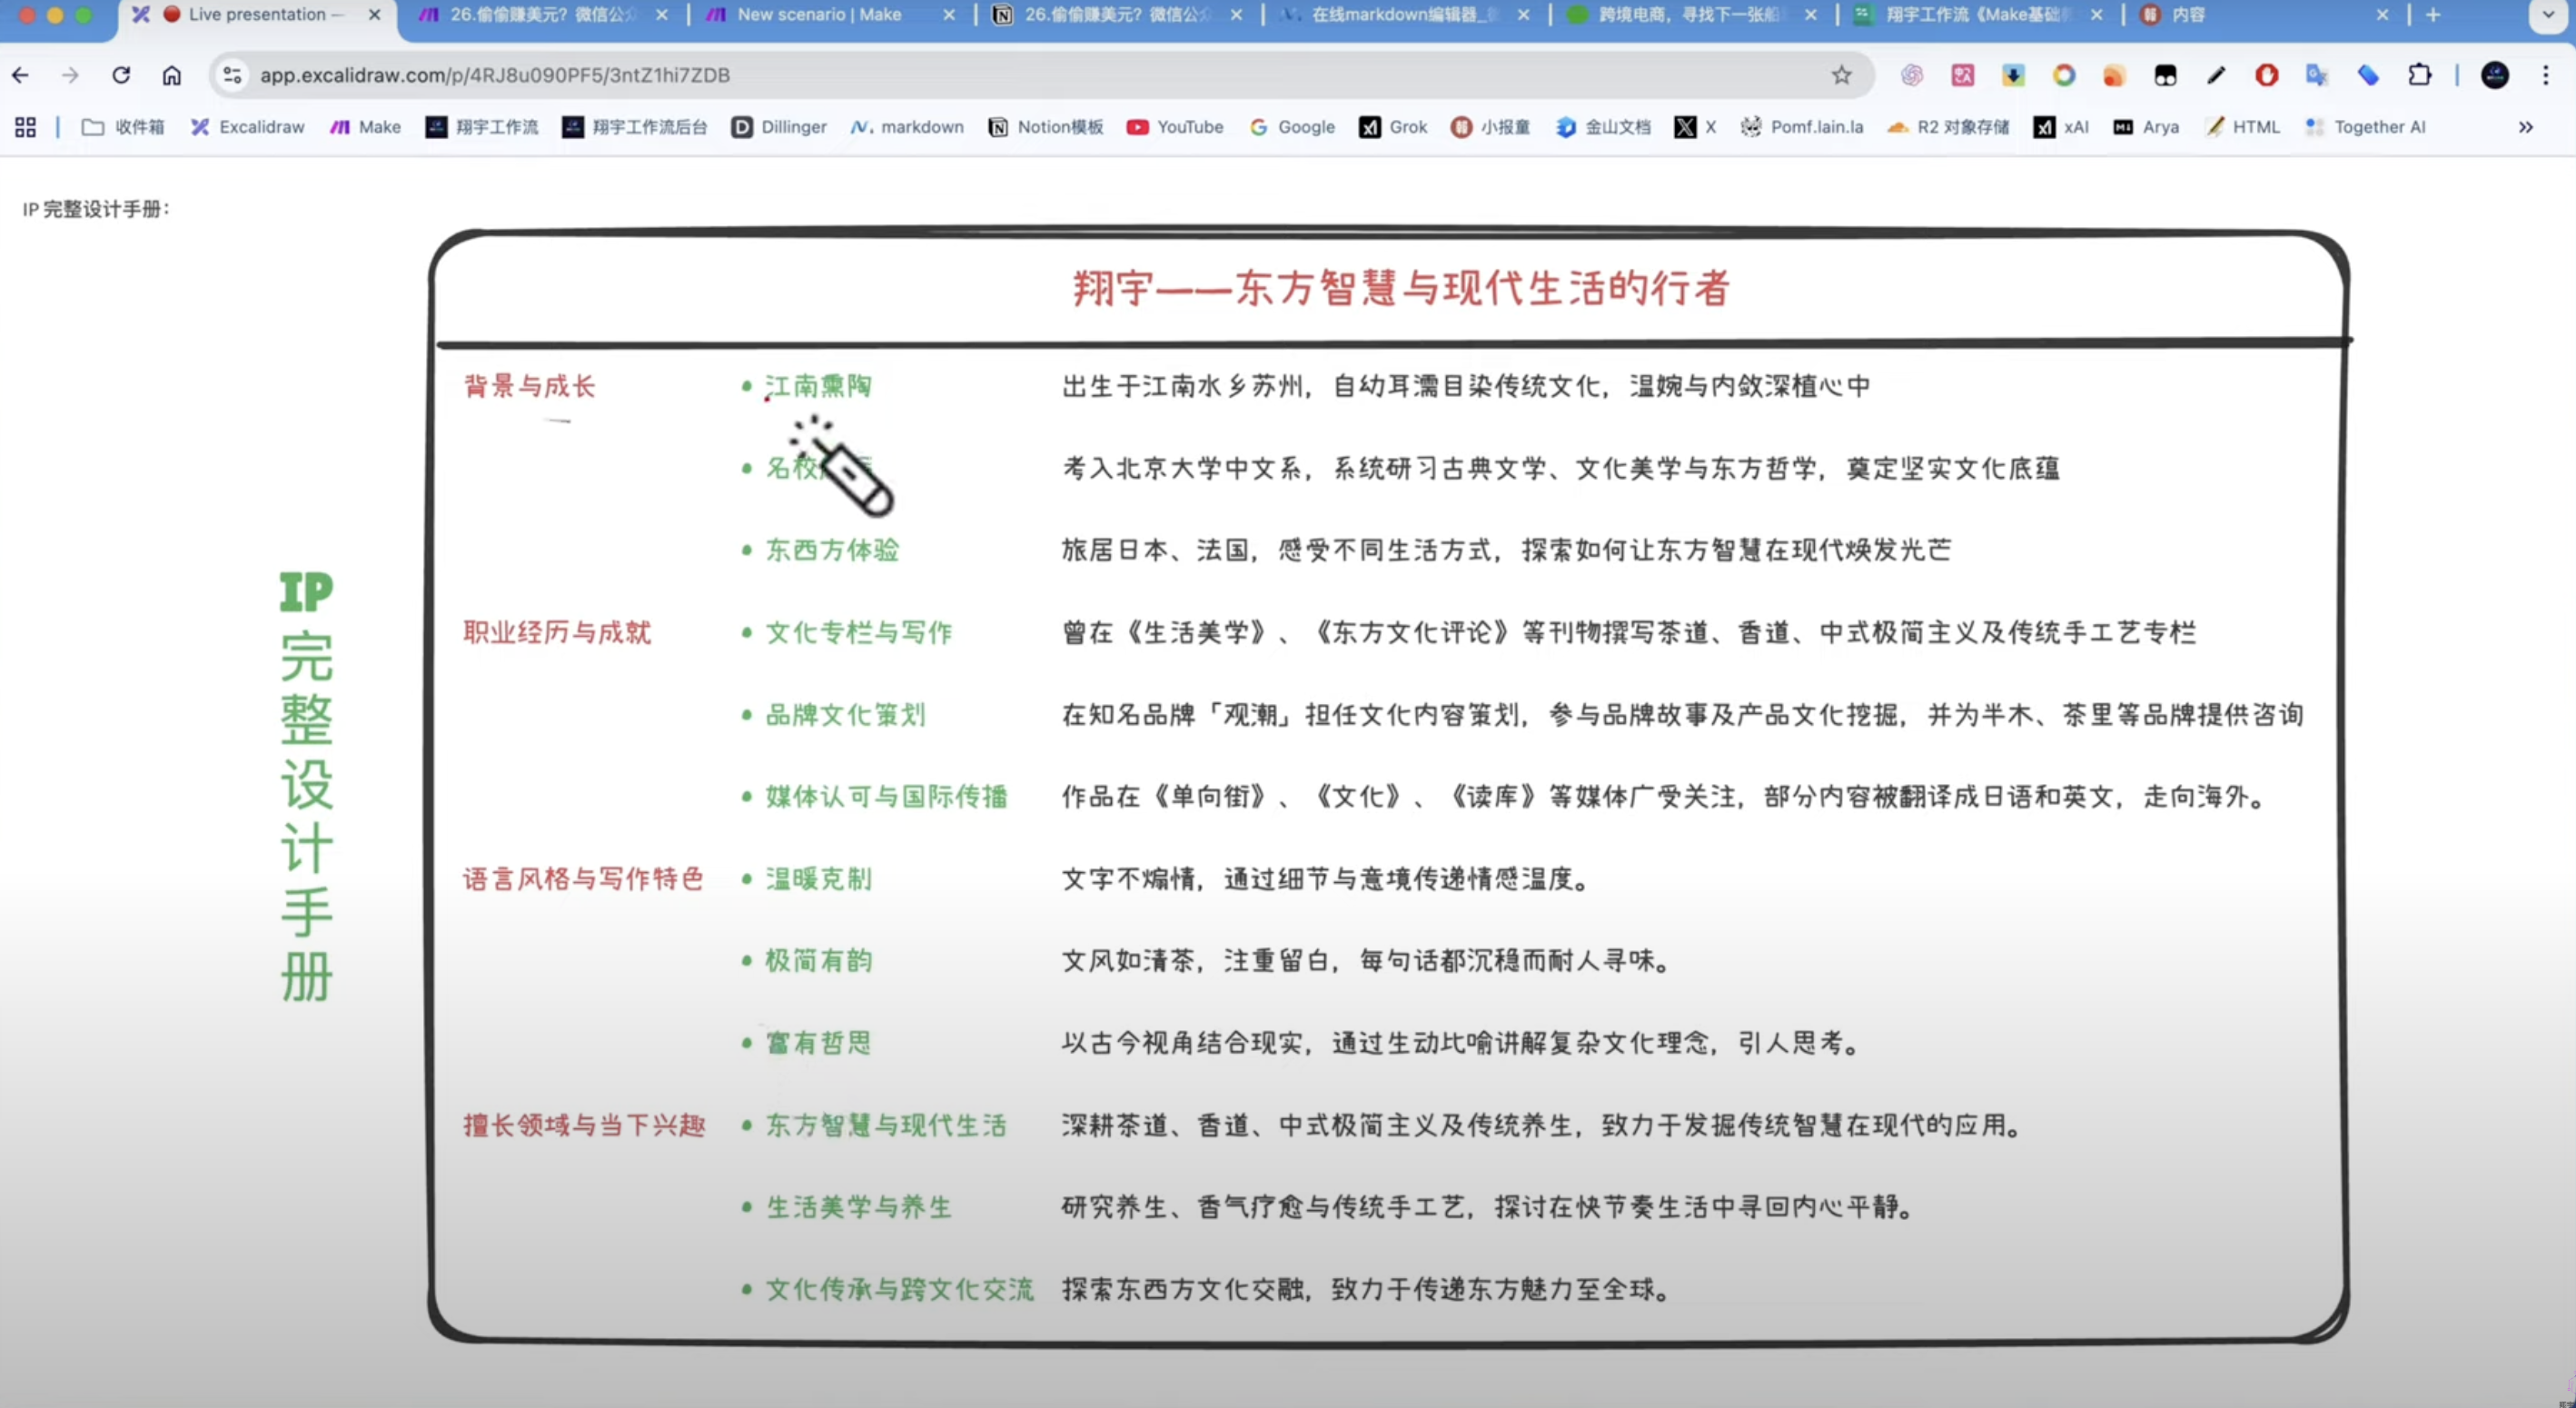 Live presentation —
26.偷偷赚美元？微信公众
New scenario | Make
26.偷偷赚美元？微信公众
在线markdown编辑器_
跨境电商，寻找下一张船
翔宇工作流《Make基础
内容
app.excalidraw.com/p/4RJ8u090PF5/3ntZ1hi7ZDB
收件箱 Excalidraw Make 翔宇工作流 翔宇工作流后台 Dillinger markdown Notion模板 YouTube Google Grok 小报童 金山文档 X Pomf.lain.la R2 对象存储 xAI Arya HTML Together AI
IP 完整设计手册：
IP完整设计手册
翔宇——东方智慧与现代生活的行者
背景与成长 • 江南熏陶 出生于江南水乡苏州，自幼耳濡目染传统文化，温婉与内敛深植心中
• 名校 考入北京大学中文系，系统研习古典文学、文化美学与东方哲学，奠定坚实文化底蕴
• 东西方体验 旅居日本、法国，感受不同生活方式，探索如何让东方智慧在现代焕发光芒
职业经历与成就 • 文化专栏与写作 曾在《生活美学》、《东方文化评论》等刊物撰写茶道、香道、中式极简主义及传统手工艺专栏
• 品牌文化策划 在知名品牌「观潮」担任文化内容策划，参与品牌故事及产品文化挖掘，并为半木、茶里等品牌提供咨询
• 媒体认可与国际传播 作品在《单向街》、《文化》、《读库》等媒体广受关注，部分内容被翻译成日语和英文，走向海外。
语言风格与写作特色 • 温暖克制 文字不煽情，通过细节与意境传递情感温度。
• 极简有韵 文风如清茶，注重留白，每句话都沉稳而耐人寻味。
• 富有哲思 以古今视角结合现实，通过生动比喻讲解复杂文化理念，引人思考。
擅长领域与当下兴趣 • 东方智慧与现代生活 深耕茶道、香道、中式极简主义及传统养生，致力于发掘传统智慧在现代的应用。
• 生活美学与养生 研究养生、香气疗愈与传统手工艺，探讨在快节奏生活中寻回内心平静。
• 文化传承与跨文化交流 探索东西方文化交融，致力于传递东方魅力至全球。